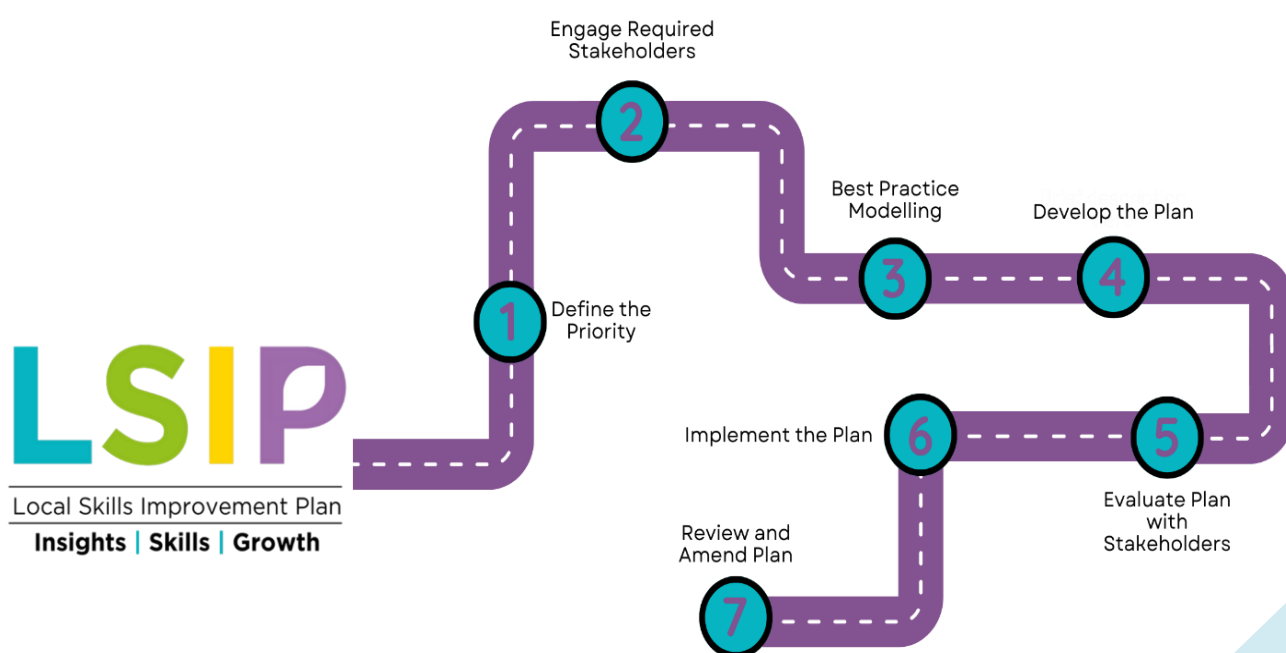 LSIP
Local Skills Improvement Plan
Insights | Skills | Growth
1
Define the
Priority
Engage Required
Stakeholders
2
Best Practice
Modelling
3
Develop the Plan
4
5
Evaluate Plan
with
Stakeholders
Implement the Plan
6
Review and
Amend Plan
7